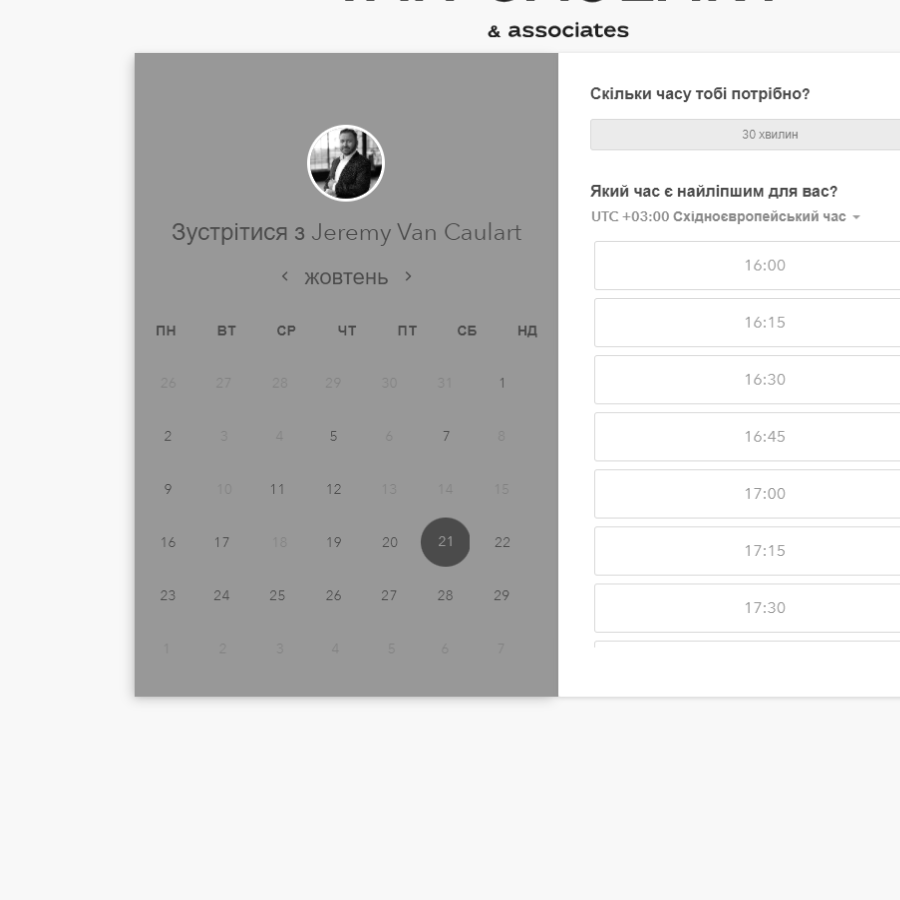 & associates
Скільки часу тобі потрібно?
30 хвилин
Який час є найліпшим для вас?
UTC +03:00 Східноєвропейський час
Зустрітися з Jeremy Van Caulart
жовтень
ПН ВТ СР ЧТ ПТ СБ НД
26 27 28 29 30 31 1
2 3 4 5 6 7 8
9 10 11 12 13 14 15
16 17 18 19 20 21 22
23 24 25 26 27 28 29
1 2 3 4 5 6 7
16:00
16:15
16:30
16:45
17:00
17:15
17:30